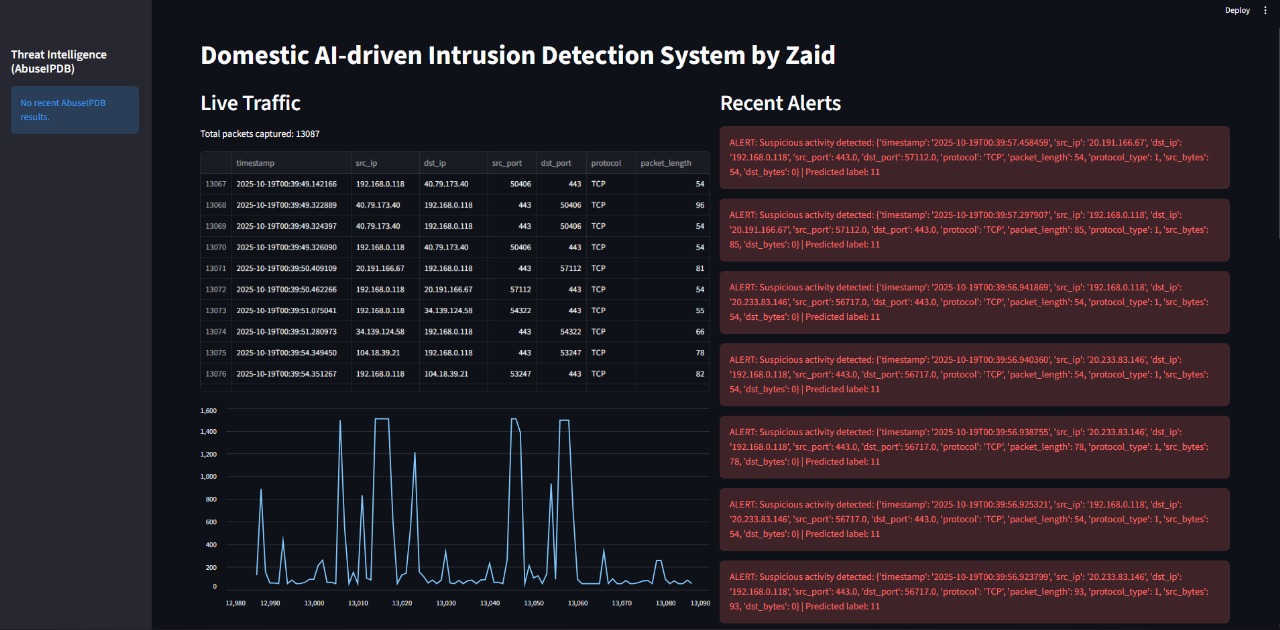 Deploy
Threat Intelligence
(AbuseIPDB)
No recent AbuseIPDB
results.
Domestic AI-driven Intrusion Detection System by Zaid
Live Traffic
Total packets captured: 13087
timestamp src_ip dst_ip src_port dst_port protocol packet_length
13067 2025-10-19T00:39:49.142166 192.168.0.118 40.79.173.40 50406 443 TCP 54
13068 2025-10-19T00:39:49.322889 40.79.173.40 192.168.0.118 443 50406 TCP 96
13069 2025-10-19T00:39:49.324397 40.79.173.40 192.168.0.118 443 50406 TCP 54
13070 2025-10-19T00:39:49.326090 192.168.0.118 40.79.173.40 50406 443 TCP 54
13071 2025-10-19T00:39:50.409109 20.191.166.67 192.168.0.118 443 57112 TCP 81
13072 2025-10-19T00:39:50.462266 192.168.0.118 20.191.166.67 57112 443 TCP 54
13073 2025-10-19T00:39:51.075041 192.168.0.118 34.139.124.58 54322 443 TCP 55
13074 2025-10-19T00:39:51.280973 34.139.124.58 192.168.0.118 443 54322 TCP 66
13075 2025-10-19T00:39:54.349450 104.18.39.21 192.168.0.118 443 53247 TCP 78
13076 2025-10-19T00:39:54.351267 192.168.0.118 104.18.39.21 53247 443 TCP 82
1,600
1,400
1,200
1,000
800
600
400
200
0
12,980 12,990 13,000 13,010 13,020 13,030 13,040 13,050 13,060 13,070 13,080 13,090
Recent Alerts
ALERT: Suspicious activity detected: {'timestamp': '2025-10-19T00:39:57.458459', 'src_ip': '20.191.166.67', 'dst_ip':
'192.168.0.118', 'src_port': 443.0, 'dst_port': 57112.0, 'protocol': 'TCP', 'packet_length': 54, 'protocol_type': 1, 'src_bytes':
54, 'dst_bytes': 0} | Predicted label: 11
ALERT: Suspicious activity detected: {'timestamp': '2025-10-19T00:39:57.297907', 'src_ip': '192.168.0.118', 'dst_ip':
'20.191.166.67', 'src_port': 57112.0, 'dst_port': 443.0, 'protocol': 'TCP', 'packet_length': 85, 'protocol_type': 1, 'src_bytes':
85, 'dst_bytes': 0} | Predicted label: 11
ALERT: Suspicious activity detected: {'timestamp': '2025-10-19T00:39:56.941869', 'src_ip': '192.168.0.118', 'dst_ip':
'20.233.83.146', 'src_port': 56717.0, 'dst_port': 443.0, 'protocol': 'TCP', 'packet_length': 54, 'protocol_type': 1, 'src_bytes':
54, 'dst_bytes': 0} | Predicted label: 11
ALERT: Suspicious activity detected: {'timestamp': '2025-10-19T00:39:56.940360', 'src_ip': '20.233.83.146', 'dst_ip':
'192.168.0.118', 'src_port': 443.0, 'dst_port': 56717.0, 'protocol': 'TCP', 'packet_length': 54, 'protocol_type': 1, 'src_bytes':
54, 'dst_bytes': 0} | Predicted label: 11
ALERT: Suspicious activity detected: {'timestamp': '2025-10-19T00:39:56.938755', 'src_ip': '20.233.83.146', 'dst_ip':
'192.168.0.118', 'src_port': 443.0, 'dst_port': 56717.0, 'protocol': 'TCP', 'packet_length': 78, 'protocol_type': 1, 'src_bytes':
78, 'dst_bytes': 0} | Predicted label: 11
ALERT: Suspicious activity detected: {'timestamp': '2025-10-19T00:39:56.925321', 'src_ip': '192.168.0.118', 'dst_ip':
'20.233.83.146', 'src_port': 56717.0, 'dst_port': 443.0, 'protocol': 'TCP', 'packet_length': 54, 'protocol_type': 1, 'src_bytes':
54, 'dst_bytes': 0} | Predicted label: 11
ALERT: Suspicious activity detected: {'timestamp': '2025-10-19T00:39:56.923799', 'src_ip': '20.233.83.146', 'dst_ip':
'192.168.0.118', 'src_port': 443.0, 'dst_port': 56717.0, 'protocol': 'TCP', 'packet_length': 93, 'protocol_type': 1, 'src_bytes':
93, 'dst_bytes': 0} | Predicted label: 11